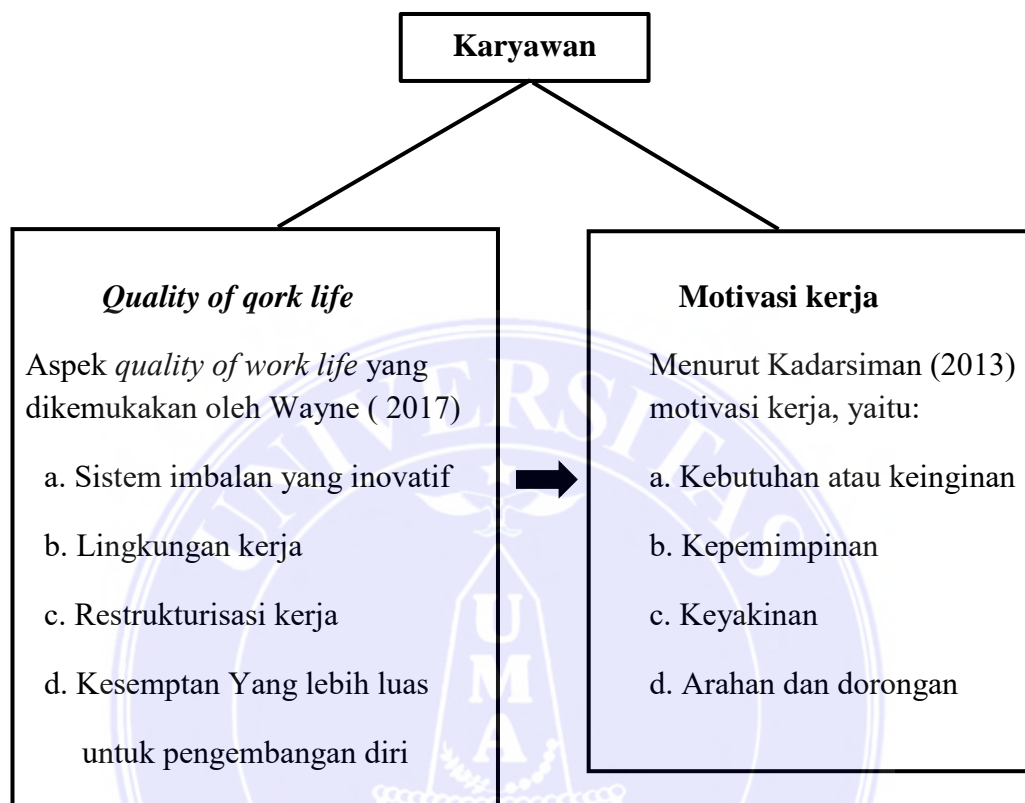 Karyawan
Quality of qork life
Aspek quality of work life yang
dikemukakan oleh Wayne ( 2017)
a. Sistem imbalan yang inovatif
b. Lingkungan kerja
c. Restrukturisasi kerja
d. Kesemptan Yang lebih luas
untuk pengembangan diri
Motivasi kerja
Menurut Kadarsiman (2013)
motivasi kerja, yaitu:
a. Kebutuhan atau keinginan
b. Kepemimpinan
c. Keyakinan
d. Arahan dan dorongan
UNIVERSITAS
UMA